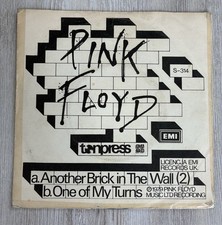 PINK
FLOYD
S-314
tonpress
EMI
LICENCJA EMI
RECORDS U.K.
a. Another Brick in The Wall (2)
b. One of My Turns
℗ 1979 PINK FLOYD
MUSIC LTD RECORDING